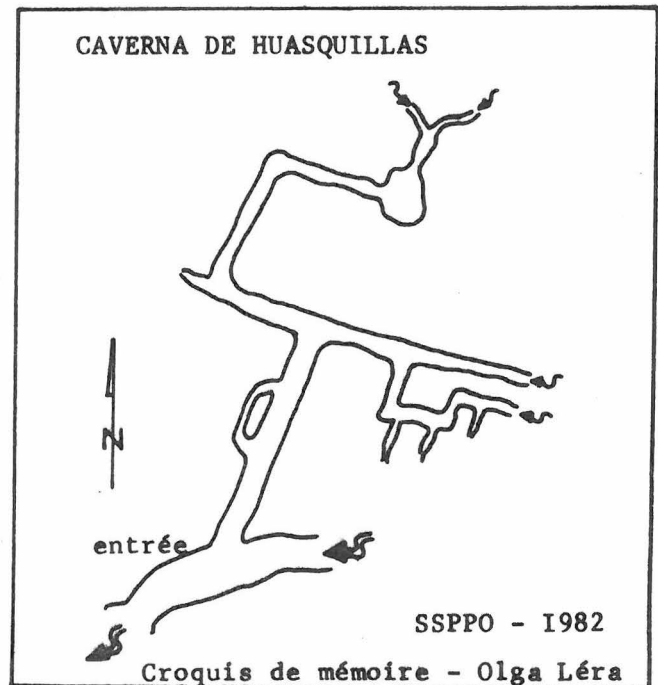 CAVERNA DE HUASQUILLAS
N
entrée
SSPPO - I982
Croquis de mémoire - Olga Léra